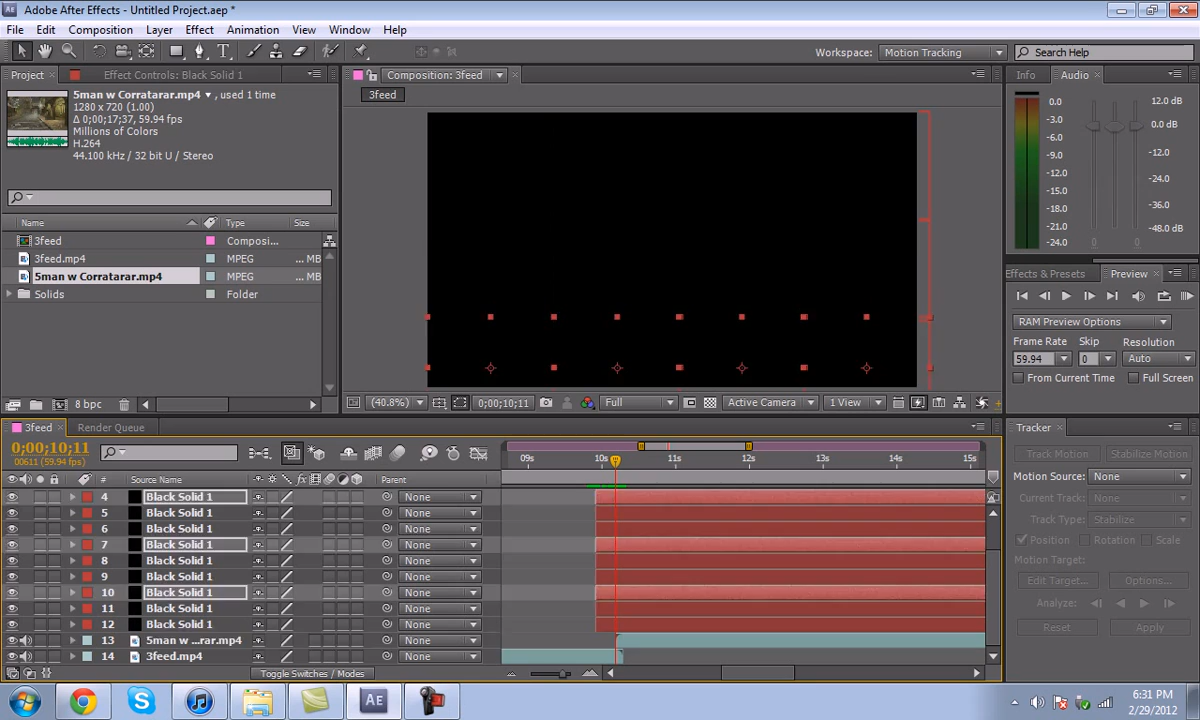 Adobe After Effects - Untitled Project.aep *
File Edit Composition Layer Effect Animation View Window Help
Workspace: Motion Tracking Search Help
Project Effect Controls: Black Solid 1
Composition: 3feed
Info Audio
3feed
5man w Corratarar.mp4 , used 1 time
1280 x 720 (1.00)
Δ 0;00;17;37, 59.94 fps
Millions of Colors
H.264
44.100 kHz / 32 bit U / Stereo
0.0 12.0 dB
-3.0
-6.0 0.0 dB
-9.0
-12.0 -12.0
-15.0
-18.0 -24.0
-21.0 -36.0
-24.0 -48.0 dB
0 0
Name Type Size
3feed Composi...
3feed.mp4 MPEG ... MB
5man w Corratarar.mp4 MPEG ... MB
Solids Folder
Effects & Presets Preview
RAM Preview Options
Frame Rate Skip Resolution
59.94 0 Auto
From Current Time Full Screen
8 bpc
(40.8%) 0;00;10;11 Full Active Camera 1 View
3feed Render Queue
Tracker
0;00;10;11
00611 (59.94 fps)
09s 10s 11s 12s 13s 14s 15s
# Source Name Parent
4 Black Solid 1 None
5 Black Solid 1 None
6 Black Solid 1 None
7 Black Solid 1 None
8 Black Solid 1 None
9 Black Solid 1 None
10 Black Solid 1 None
11 Black Solid 1 None
12 Black Solid 1 None
13 5man w ...rar.mp4 None
14 3feed.mp4 None
Toggle Switches / Modes
Track Motion Stabilize Motion
Motion Source: None
Current Track: None
Track Type: Stabilize
Position Rotation Scale
Motion Target:
Edit Target... Options...
Analyze:
Reset Apply
6:31 PM
2/29/2012